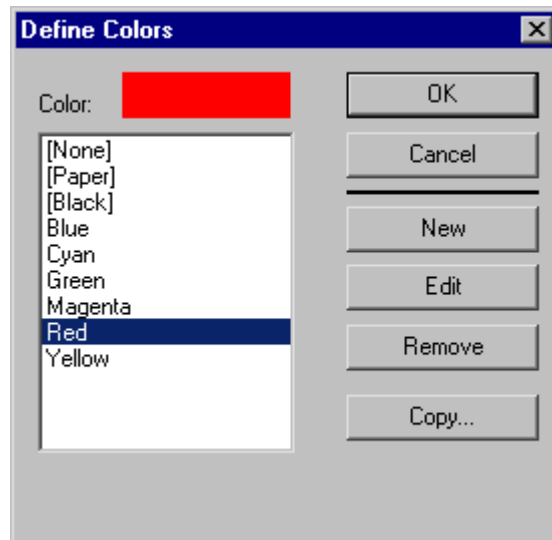 Define Colors
Color:
[None]
[Paper]
[Black]
Blue
Cyan
Green
Magenta
Red
Yellow
OK
Cancel
New
Edit
Remove
Copy...